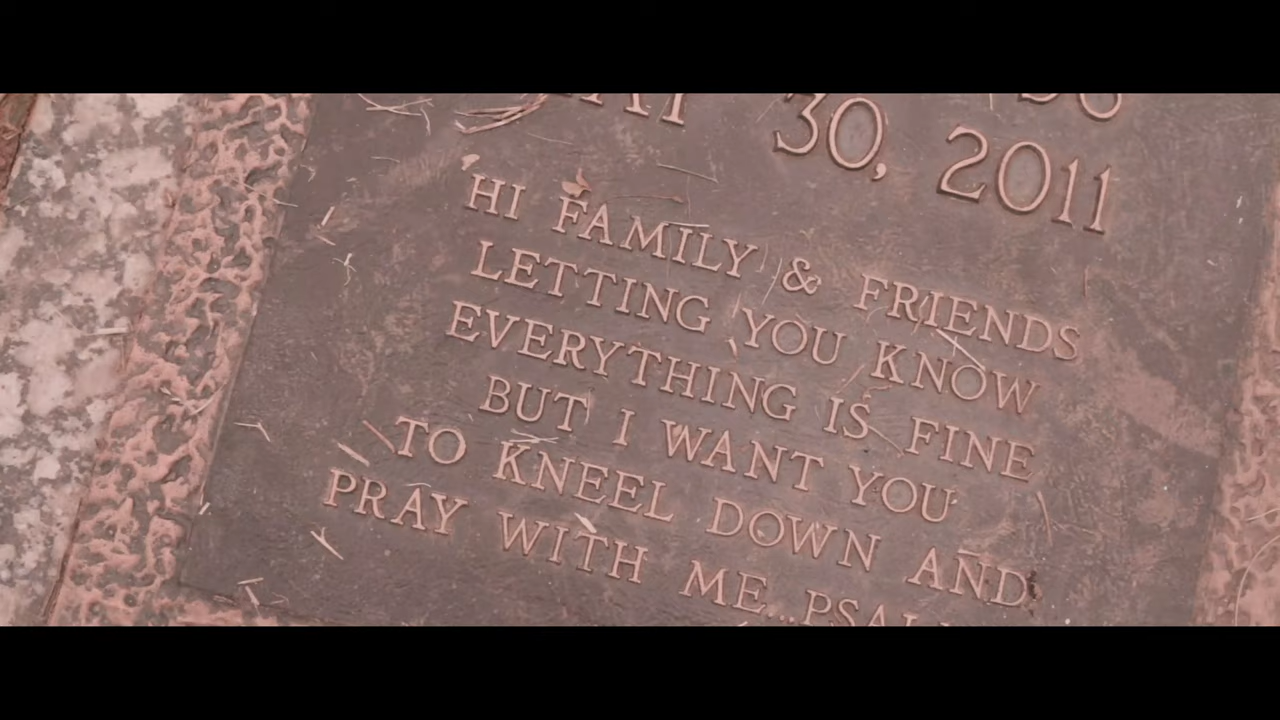 30, 2011
HI FAMILY & FRIENDS
LETTING YOU KNOW
EVERYTHING IS FINE
BUT I WANT YOU
TO KNEEL DOWN AND
PRAY WITH ME...